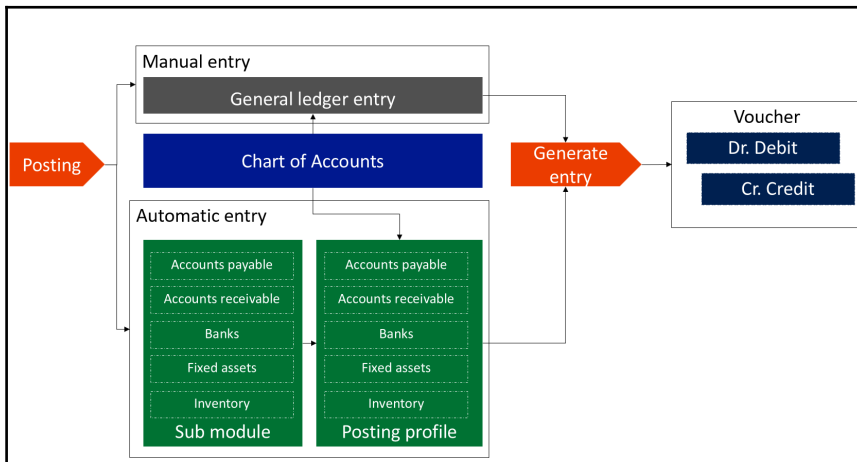 Manual entry
General ledger entry
Posting
Chart of Accounts
Generate
entry
Voucher
Dr. Debit
Cr. Credit
Automatic entry
Accounts payable
Accounts receivable
Banks
Fixed assets
Inventory
Sub module
Accounts payable
Accounts receivable
Banks
Fixed assets
Inventory
Posting profile